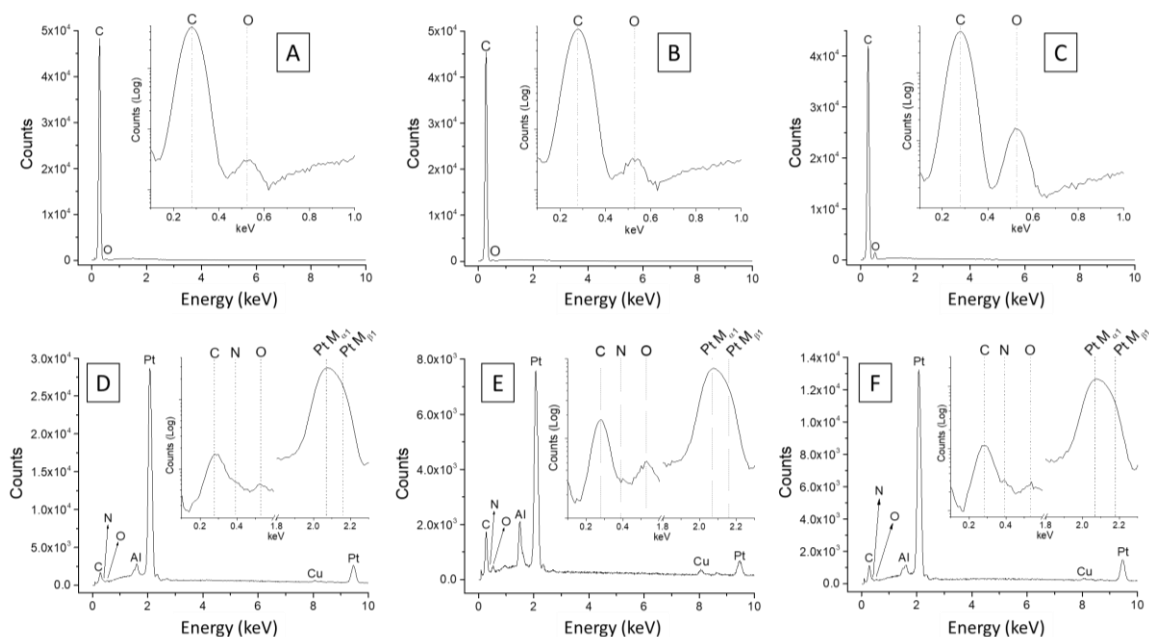 A
5x10⁴
4x10⁴
3x10⁴
2x10⁴
1x10⁴
0
Counts
C
O
0 2 4 6 8 10
Energy (keV)
C O
Counts (Log)
0.2 0.4 0.6 0.8 1.0
keV
B
5x10⁴
4x10⁴
3x10⁴
2x10⁴
1x10⁴
0
Counts
C
O
0 2 4 6 8 10
Energy (keV)
C O
Counts (Log)
0.2 0.4 0.6 0.8 1.0
keV
C
4x10⁴
3x10⁴
2x10⁴
1x10⁴
0
Counts
C
O
0 2 4 6 8 10
Energy (keV)
C O
Counts (Log)
0.2 0.4 0.6 0.8 1.0
keV
D
3.0x10⁴
2.5x10⁴
2.0x10⁴
1.5x10⁴
1.0x10⁴
5.0x10³
0.0
Counts
Pt
N
O
C
Al
Cu
Pt
0 2 4 6 8 10
Energy (keV)
C N O Pt Mα1 Pt Mβ1
Counts (Log)
0.2 0.4 1.8 2.0 2.2
keV
E
8.0x10³
6.0x10³
4.0x10³
2.0x10³
0.0
Counts
Pt
N
O
C
Al
Cu
Pt
0 2 4 6 8 10
Energy (keV)
C N O Pt Mα1 Pt Mβ1
Counts (Log)
0.2 0.4 1.8 2.0 2.2
keV
F
1.4x10⁴
1.2x10⁴
1.0x10⁴
8.0x10³
6.0x10³
4.0x10³
2.0x10³
0.0
Counts
Pt
N
O
C
Al
Cu
Pt
0 2 4 6 8 10
Energy (keV)
C N O Pt Mα1 Pt Mβ1
Counts (Log)
0.2 0.4 1.8 2.0 2.2
keV